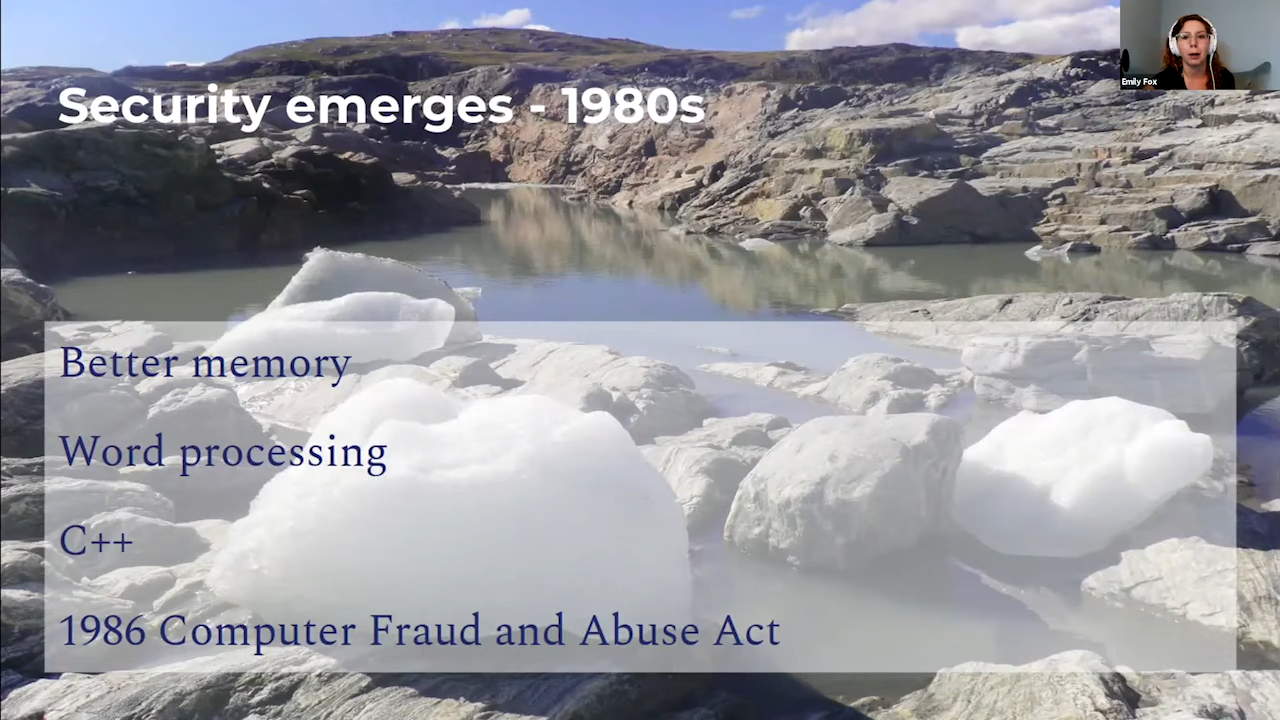 Security emerges - 1980s
Emily Fox
Better memory
Word processing
C++
1986 Computer Fraud and Abuse Act